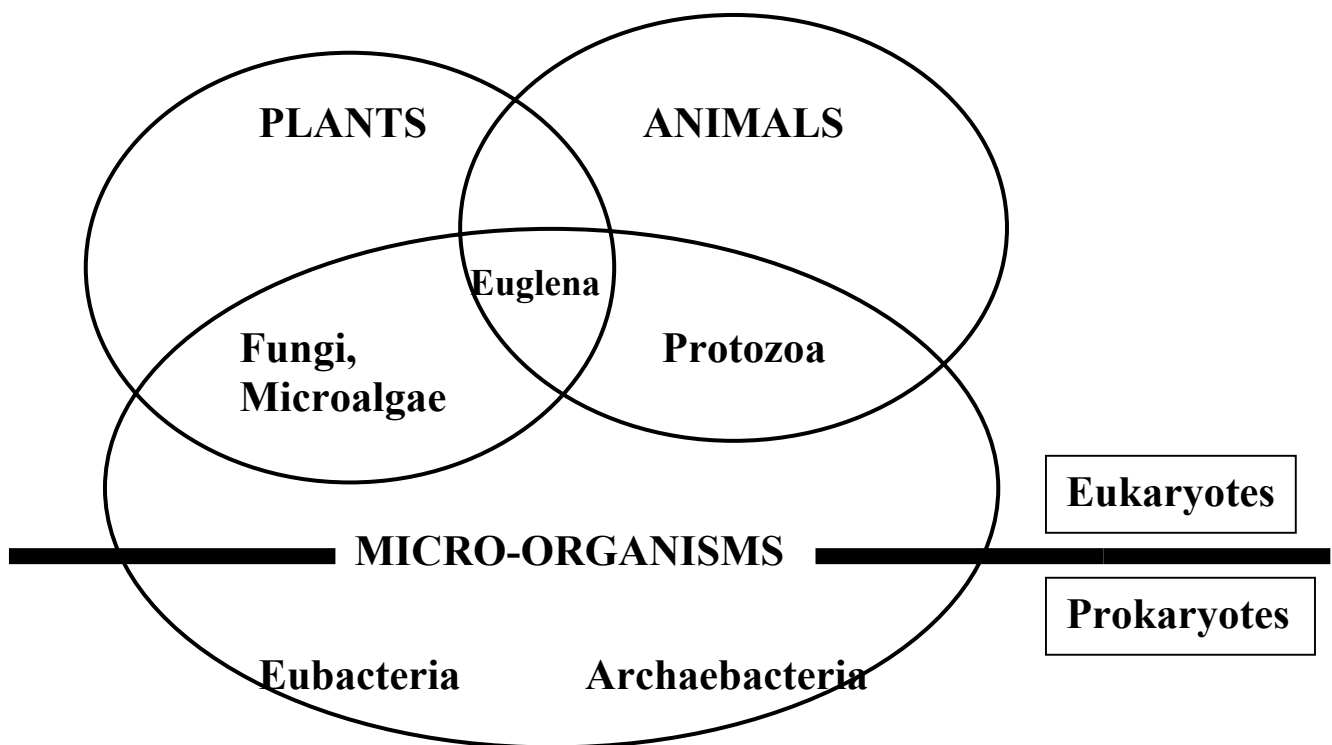 PLANTS
ANIMALS
Euglena
Fungi,
Microalgae
Protozoa
Eukaryotes
MICRO-ORGANISMS
Prokaryotes
Eubacteria
Archaebacteria